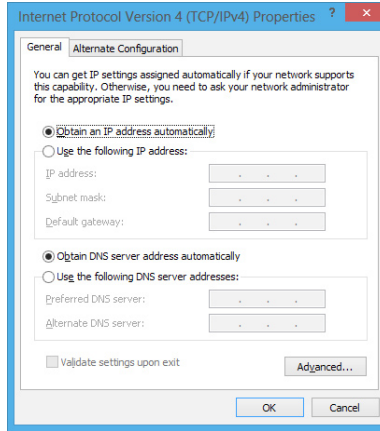 Internet Protocol Version 4 (TCP/IPv4) Properties ? ×
General Alternate Configuration
You can get IP settings assigned automatically if your network supports
this capability. Otherwise, you need to ask your network administrator
for the appropriate IP settings.
Obtain an IP address automatically
Use the following IP address:
IP address: . . .
Subnet mask: . . .
Default gateway: . . .
Obtain DNS server address automatically
Use the following DNS server addresses:
Preferred DNS server: . . .
Alternate DNS server: . . .
Validate settings upon exit
Advanced...
OK Cancel